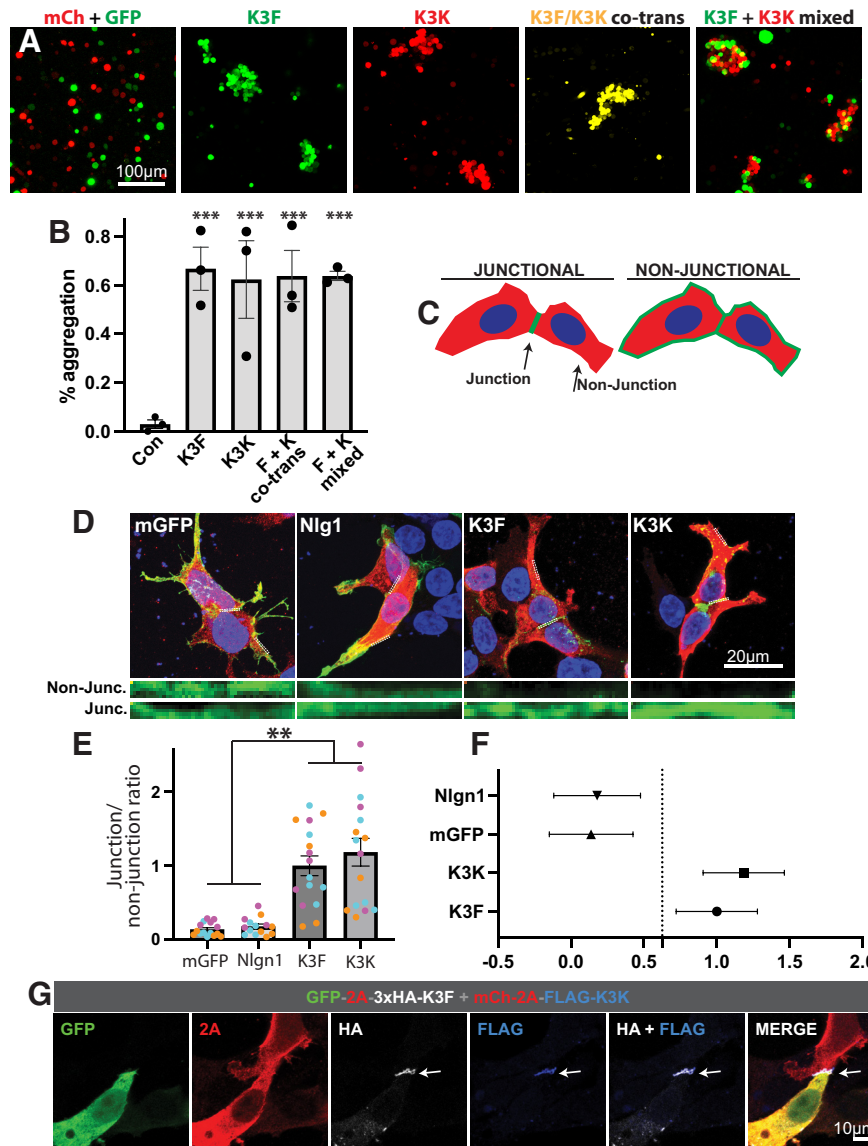 A
mCh + GFP
K3F
K3K
K3F/K3K co-trans
K3F + K3K mixed
100µm
B
% aggregation
0.8
0.6
0.4
0.2
0.0
***
***
***
***
Con
K3F
K3K
F + K
co-trans
F + K
mixed
C
JUNCTIONAL
NON-JUNCTIONAL
Junction
Non-Junction
D
mGFP
Nlg1
K3F
K3K
20µm
Non-Junc.
Junc.
E
Junction/
non-junction ratio
2
1
0
**
mGFP
Nlgn1
K3F
K3K
F
Nlgn1
mGFP
K3K
K3F
-0.5
0.0
0.5
1.0
1.5
2.0
G
GFP-2A-3xHA-K3F + mCh-2A-FLAG-K3K
GFP
2A
HA
FLAG
HA + FLAG
MERGE